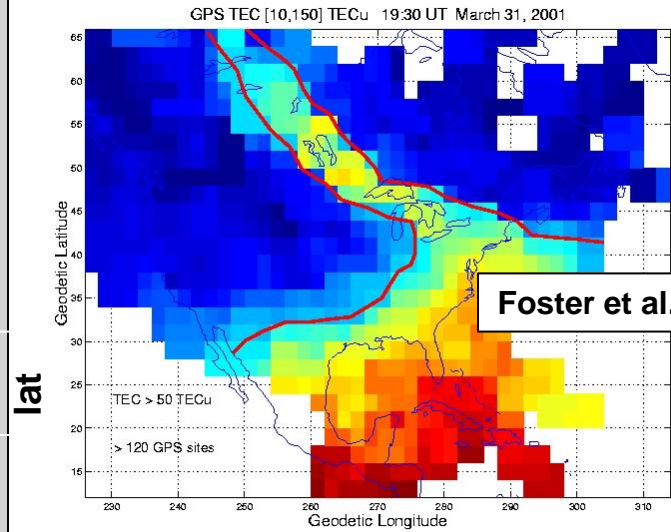 GPS TEC [10,150] TECu 19:30 UT March 31, 2001
65
60
55
50
45
40
35
30
25
20
15
Geodetic Latitude
lat
Foster et al.
TEC > 50 TECu
> 120 GPS sites
230 240 250 260 270 280 290 300 310
Geodetic Longitude